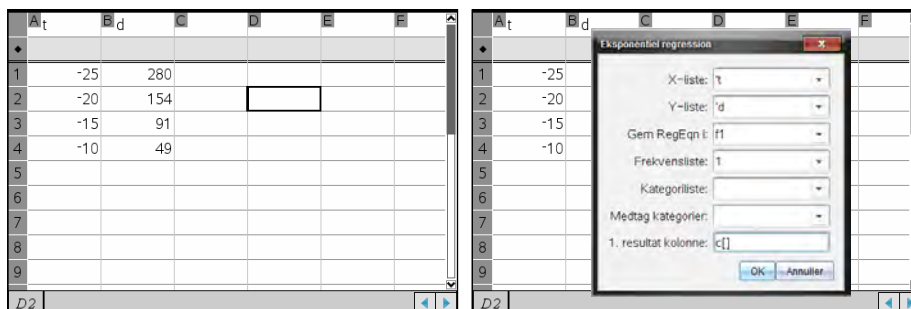 A t B d C D E F
◆
1 -25 280
2 -20 154
3 -15 91
4 -10 49
5
6
7
8
9
D2
A t B d C D E F
◆
1 -25
2 -20
3 -15
4 -10
5
6
7
8
9
D2
Eksponentiel regression
X-liste: 't
Y-liste: 'd
Gem RegEqn i: f1
Frekvensliste: 1
Kategoriliste:
Medtag kategorier:
1. resultat kolonne: c[]
OK Annuller